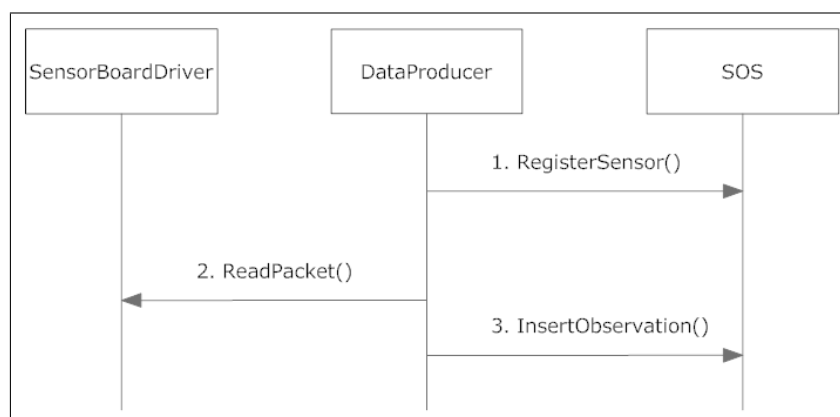 SensorBoardDriver
DataProducer
SOS
1. RegisterSensor()
2. ReadPacket()
3. InsertObservation()